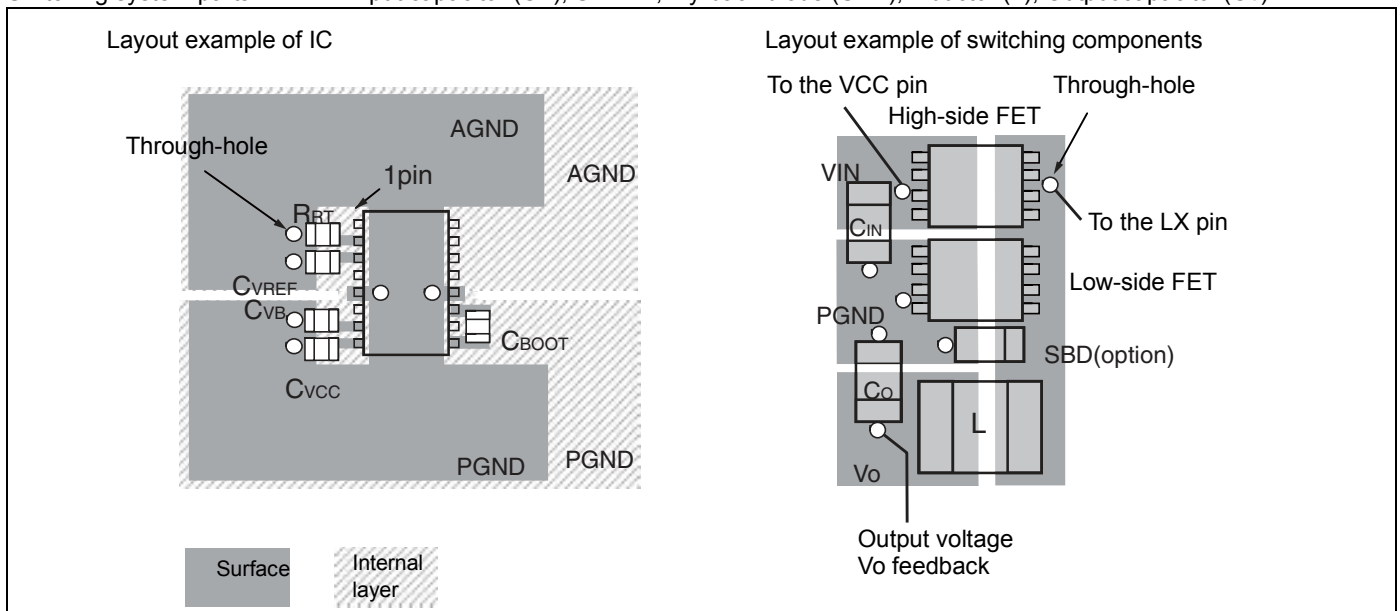 Layout example of IC
Layout example of switching components
To the VCC pin
Through-hole
High-side FET
AGND
Through-hole
AGND
1pin
VIN
RRT
CIN
To the LX pin
CVREF
Low-side FET
CVB
PGND
CBOOT
SBD(option)
CVCC
CO
L
PGND
PGND
Vo
Output voltage
Vo feedback
Surface
Internal
layer